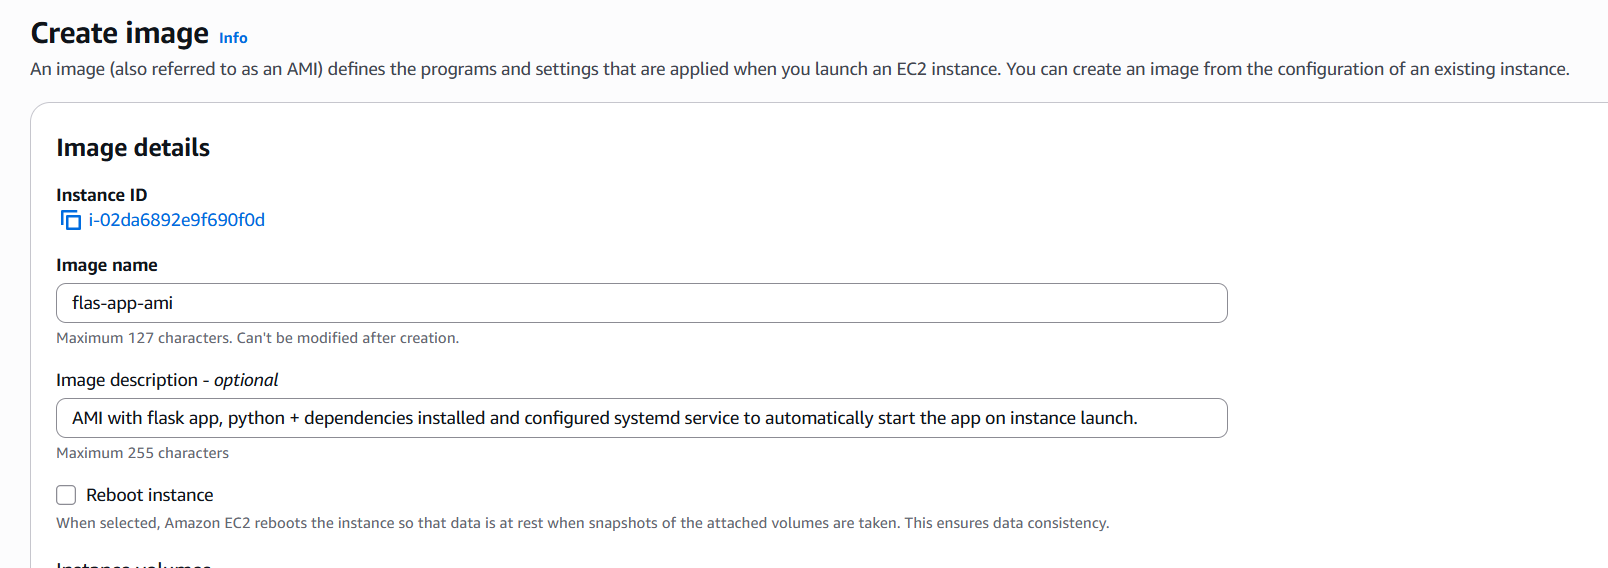 Create image Info
An image (also referred to as an AMI) defines the programs and settings that are applied when you launch an EC2 instance. You can create an image from the configuration of an existing instance.
Image details
Instance ID
i-02da6892e9f690f0d
Image name
flas-app-ami
Maximum 127 characters. Can't be modified after creation.
Image description - optional
AMI with flask app, python + dependencies installed and configured systemd service to automatically start the app on instance launch.
Maximum 255 characters
Reboot instance
When selected, Amazon EC2 reboots the instance so that data is at rest when snapshots of the attached volumes are taken. This ensures data consistency.
Instance volumes